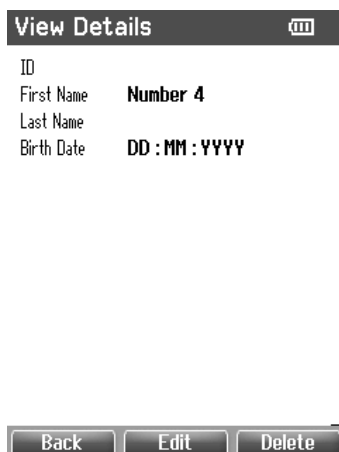 View Details
ID
First Name Number 4
Last Name
Birth Date DD : MM : YYYY
Back Edit Delete